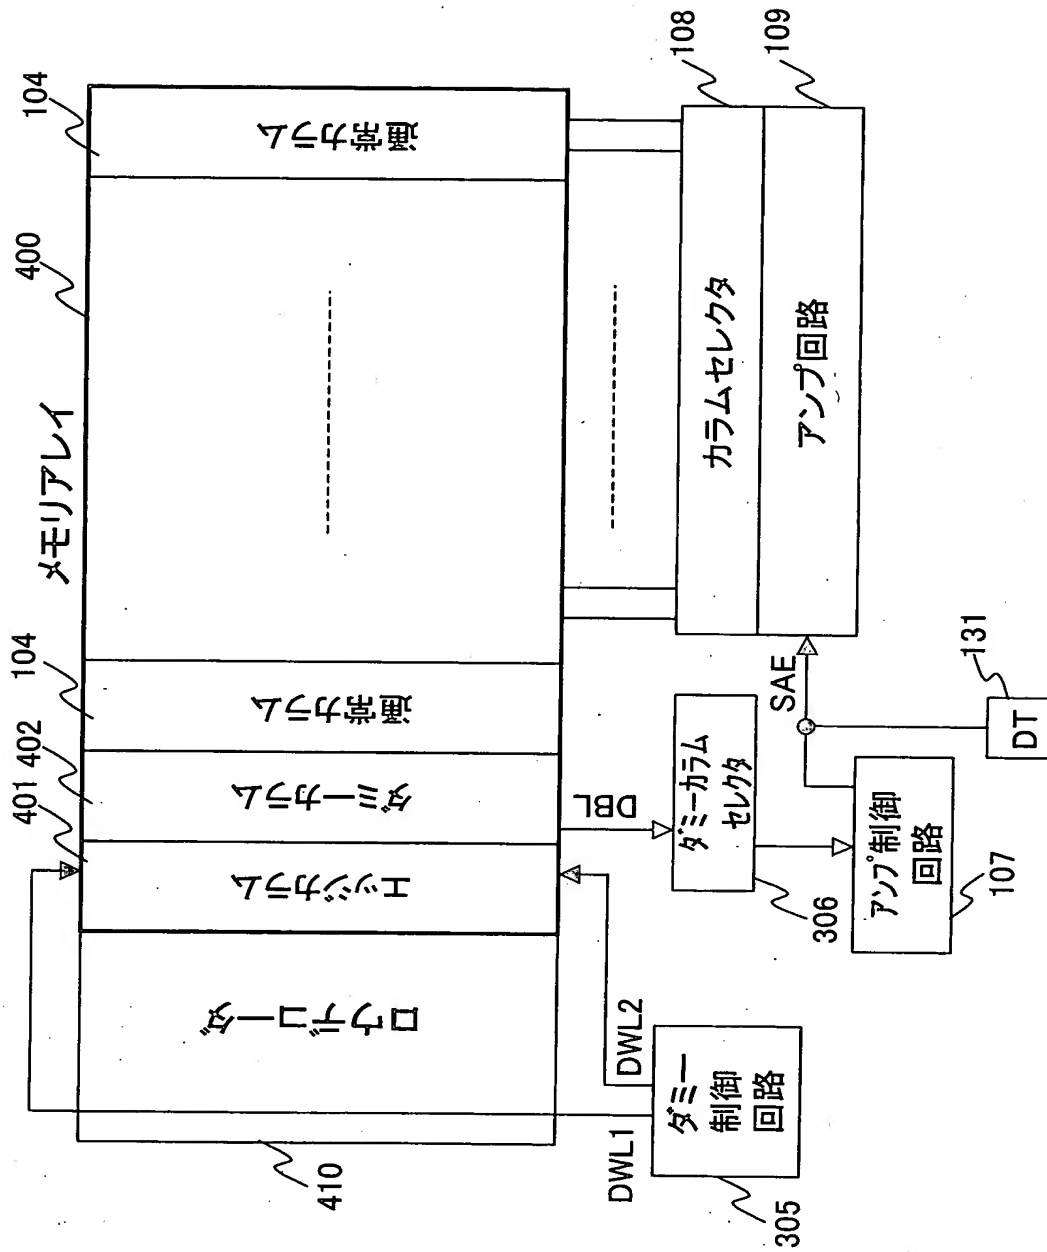 メモリアレイ
400
104
通常カラム
104
通常カラム
402
ダミーカラム
401
エッジカラム
ロウデコーダ
410
カラムセレクタ
108
アンプ回路
109
SAE
131
DT
DBL
ダミーカラム
セレクタ
306
アンプ制御
回路
107
DWL2
DWL1
ダミー
制御
回路
305